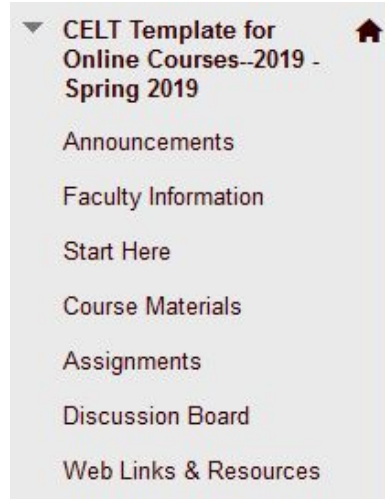 CELT Template for
Online Courses--2019 -
Spring 2019
Announcements
Faculty Information
Start Here
Course Materials
Assignments
Discussion Board
Web Links & Resources